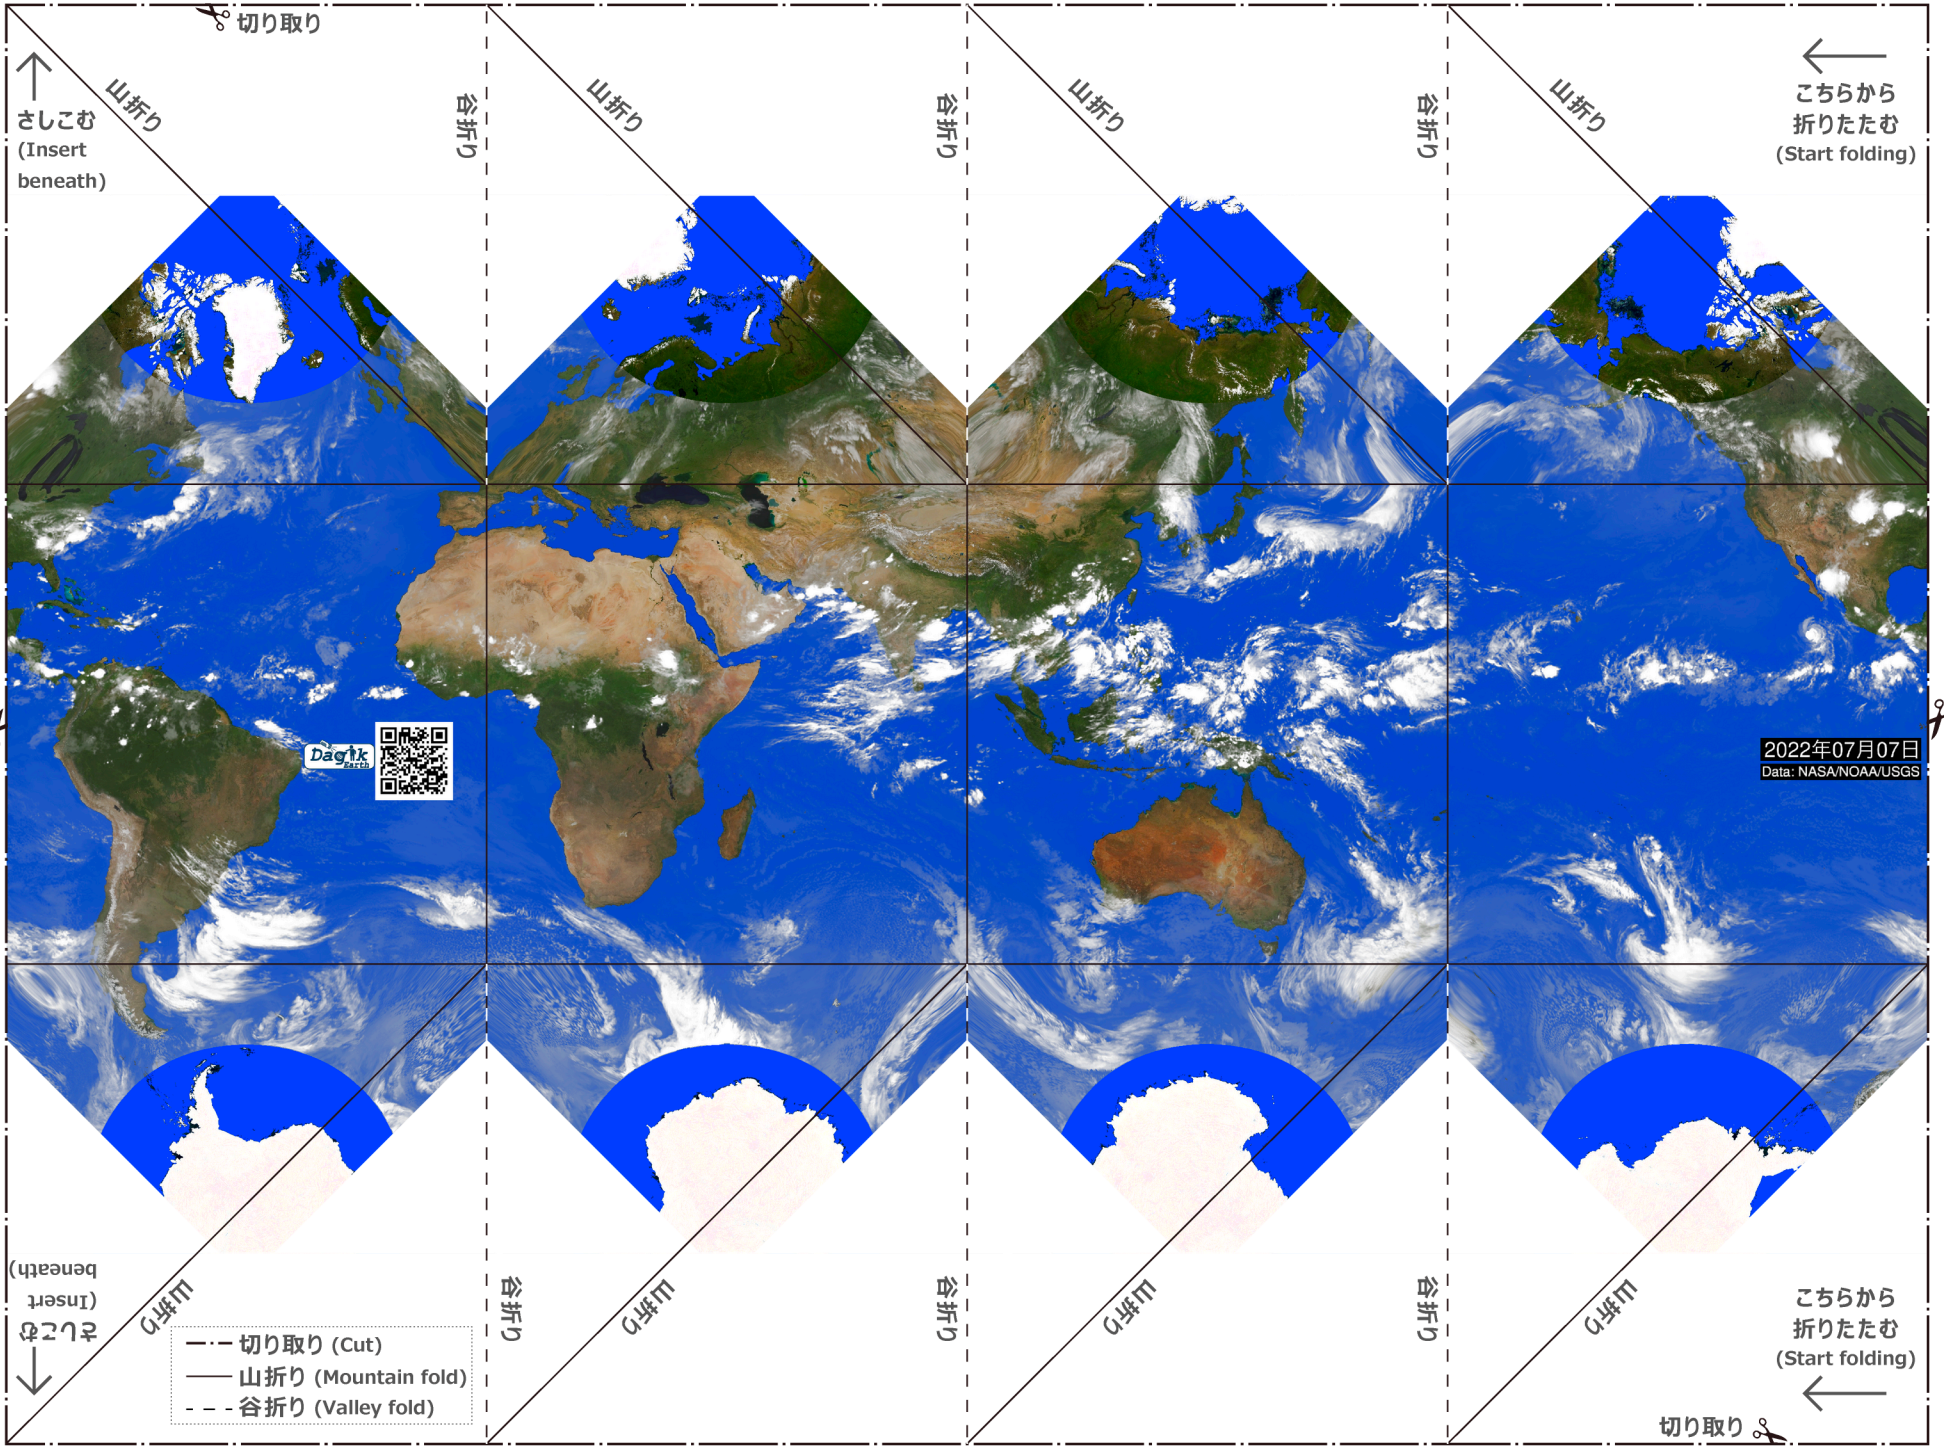 切り取り
山折り
谷折り
山折り
谷折り
山折り
谷折り
山折り
こちらから
折りたたむ
(Start folding)
さしこむ
(Insert
beneath)
Dagik
Earth
2022年07月07日
Data: NASA/NOAA/USGS
さしこむ
(Insert
beneath)
山折り
谷折り
山折り
谷折り
山折り
谷折り
山折り
こちらから
折りたたむ
(Start folding)
切り取り (Cut)
山折り (Mountain fold)
谷折り (Valley fold)
切り取り